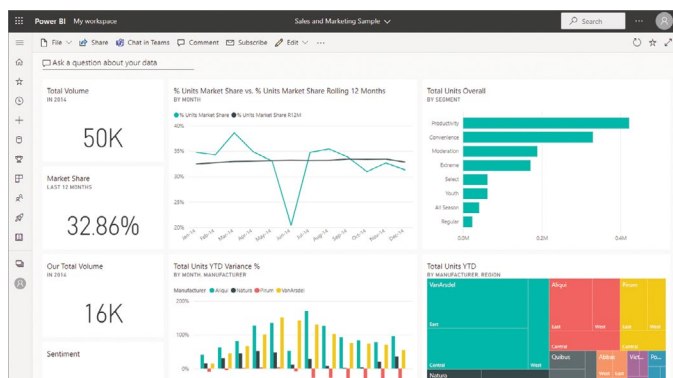 Power BI My workspace
Sales and Marketing Sample
Search
File Share Chat in Teams Comment Subscribe Edit
Ask a question about your data
Total Volume
IN 2014
50K
Market Share
LAST 12 MONTHS
32.86%
Our Total Volume
IN 2014
16K
Sentiment
% Units Market Share vs. % Units Market Share Rolling 12 Months
BY MONTH
% Units Market Share % Units Market Share R12M
40%
35%
30%
25%
20%
Jan-14 Feb-14 Mar-14 Apr-14 May-14 Jun-14 Jul-14 Aug-14 Sep-14 Oct-14 Nov-14 Dec-14
Total Units Overall
BY SEGMENT
Productivity
Convenience
Moderation
Extreme
Select
Youth
All Season
Regular
0.0M 0.2M 0.4M
Total Units YTD Variance %
BY MONTH, MANUFACTURER
Manufacturer Aliqui Natura Pirum VanArsdel
200%
100%
0%
Total Units YTD
BY MANUFACTURER, REGION
VanArsdel
East
Central
West
Natura
Aliqui
East
West
Central
Pirum
East
West
Central
Quibus
Abbas
West East
Vict...
Po...